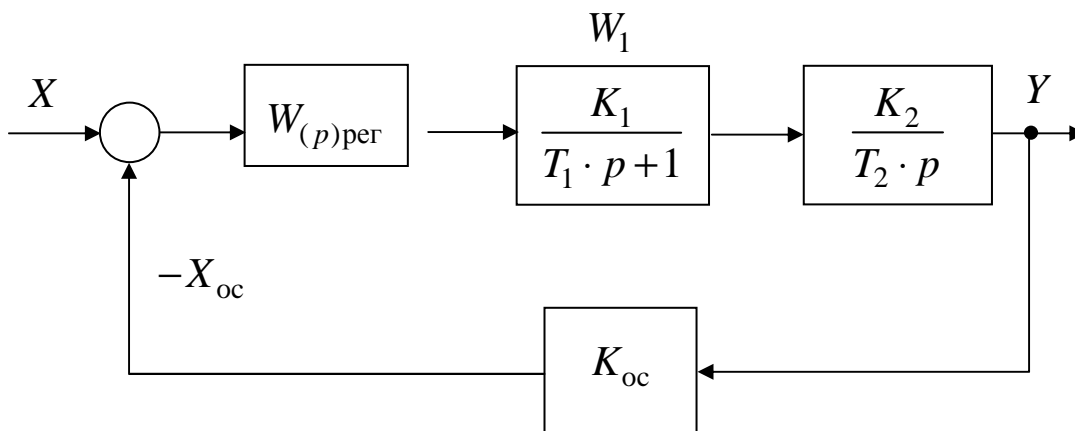 W₁
X
W₍ₚ₎рег
K₁
T₁ · p + 1
K₂
T₂ · p
Y
−Xос
Kос